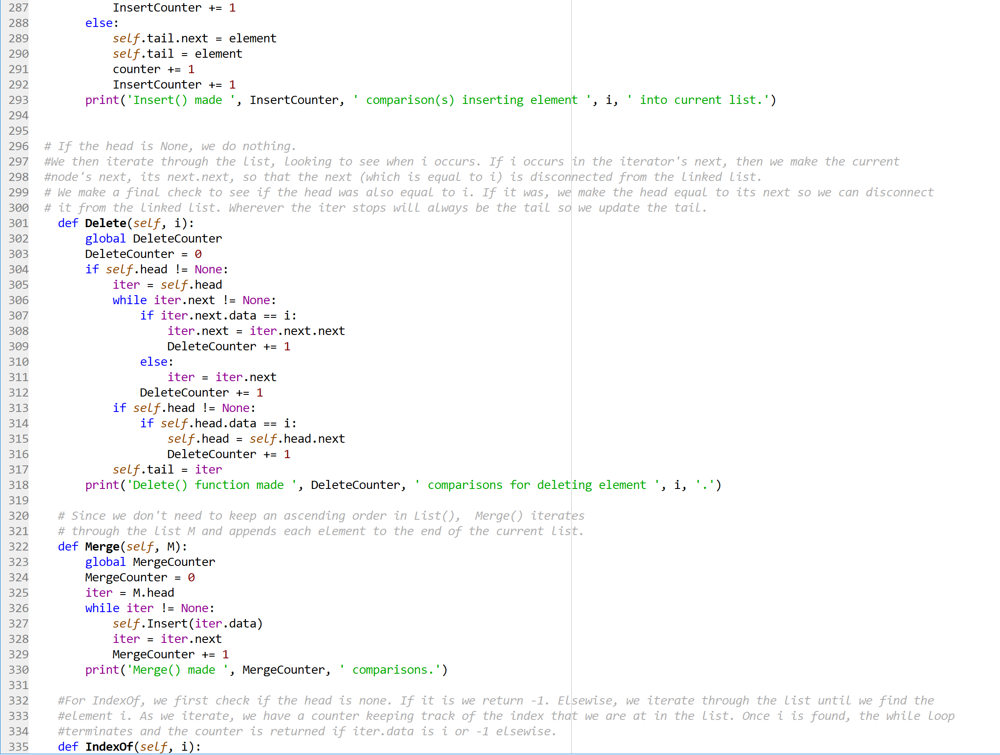 287             InsertCounter += 1
288         else:
289             self.tail.next = element
290             self.tail = element
291             counter += 1
292             InsertCounter += 1
293         print('Insert() made ', InsertCounter, ' comparison(s) inserting element ', i, ' into current list.')
294
295
296   # If the head is None, we do nothing.
297   #We then iterate through the list, looking to see when i occurs. If i occurs in the iterator's next, then we make the current
298   #node's next, its next.next, so that the next (which is equal to i) is disconnected from the linked list.
299   # We make a final check to see if the head was also equal to i. If it was, we make the head equal to its next so we can disconnect
300   # it from the linked list. Wherever the iter stops will always be the tail so we update the tail.
301     def Delete(self, i):
302         global DeleteCounter
303         DeleteCounter = 0
304         if self.head != None:
305             iter = self.head
306             while iter.next != None:
307                 if iter.next.data == i:
308                     iter.next = iter.next.next
309                     DeleteCounter += 1
310                 else:
311                     iter = iter.next
312                 DeleteCounter += 1
313             if self.head != None:
314                 if self.head.data == i:
315                     self.head = self.head.next
316                     DeleteCounter += 1
317             self.tail = iter
318         print('Delete() function made ', DeleteCounter, ' comparisons for deleting element ', i, '.')
319
320     # Since we don't need to keep an ascending order in List(),  Merge() iterates
321     # through the list M and appends each element to the end of the current list.
322     def Merge(self, M):
323         global MergeCounter
324         MergeCounter = 0
325         iter = M.head
326         while iter != None:
327             self.Insert(iter.data)
328             iter = iter.next
329             MergeCounter += 1
330         print('Merge() made ', MergeCounter, ' comparisons.')
331
332     #For IndexOf, we first check if the head is none. If it is we return -1. Elsewise, we iterate through the list until we find the
333     #element i. As we iterate, we have a counter keeping track of the index that we are at in the list. Once i is found, the while loop
334     #terminates and the counter is returned if iter.data is i or -1 elsewise.
335     def IndexOf(self, i):